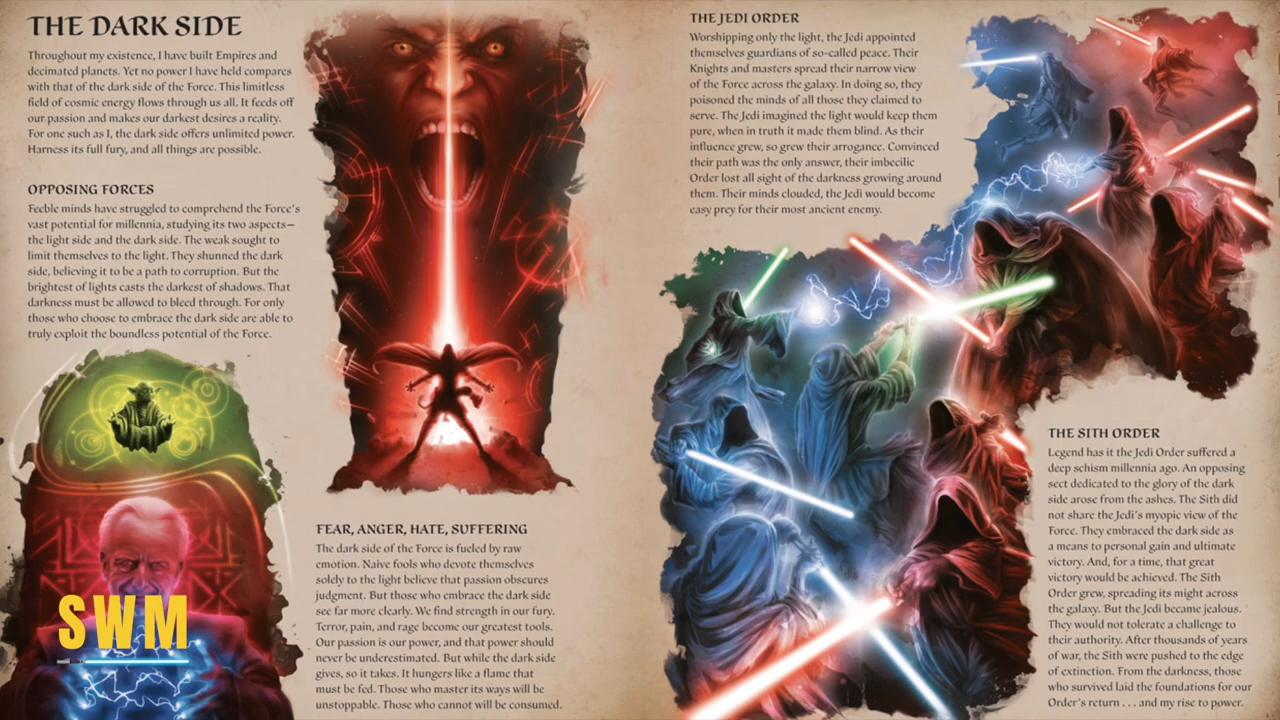 THE DARK SIDE
Throughout my existence, I have built Empires and
decimated planets. Yet no power I have held compares
with that of the dark side of the Force. This limitless
field of cosmic energy flows through us all. It feeds off
our passion and makes our darkest desires a reality.
For one such as I, the dark side offers unlimited power.
Harness its full fury, and all things are possible.
OPPOSING FORCES
Feeble minds have struggled to comprehend the Force's
vast potential for millennia, studying its two aspects—
the light side and the dark side. The weak sought to
limit themselves to the light. They shunned the dark
side, believing it to be a path to corruption. But the
brightest of lights casts the darkest of shadows. That
darkness must be allowed to bleed through. For only
those who choose to embrace the dark side are able to
truly exploit the boundless potential of the Force.
SWM
FEAR, ANGER, HATE, SUFFERING
The dark side of the Force is fueled by raw
emotion. Naive fools who devote themselves
solely to the light believe that passion obscures
judgment. But those who embrace the dark side
see far more clearly. We find strength in our fury.
Terror, pain, and rage become our greatest tools.
Our passion is our power, and that power should
never be underestimated. But while the dark side
gives, so it takes. It hungers like a flame that
must be fed. Those who master its ways will be
unstoppable. Those who cannot will be consumed.
THE JEDI ORDER
Worshipping only the light, the Jedi appointed
themselves guardians of so-called peace. Their
Knights and masters spread their narrow view
of the Force across the galaxy. In doing so, they
poisoned the minds of all those they claimed to
serve. The Jedi imagined the light would keep them
pure, when in truth it made them blind. As their
influence grew, so grew their arrogance. Convinced
their path was the only answer, their imbecilic
Order lost all sight of the darkness growing around
them. Their minds clouded, the Jedi would become
easy prey for their most ancient enemy.
THE SITH ORDER
Legend has it the Jedi Order suffered a
deep schism millennia ago. An opposing
sect dedicated to the glory of the dark
side arose from the ashes. The Sith did
not share the Jedi's myopic view of the
Force. They embraced the dark side as
a means to personal gain and ultimate
victory. And, for a time, that great
victory would be achieved. The Sith
Order grew, spreading its might across
the galaxy. But the Jedi became jealous.
They would not tolerate a challenge to
their authority. After thousands of years
of war, the Sith were pushed to the edge
of extinction. From the darkness, those
who survived laid the foundations for our
Order's return . . . and my rise to power.